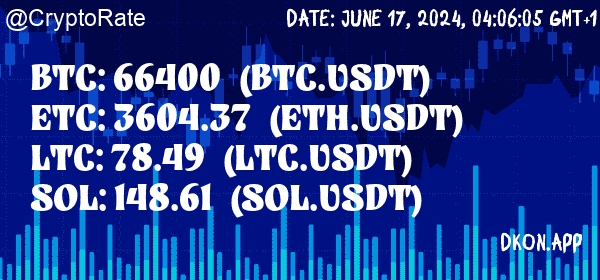 @CryptoRate
DATE: JUNE 17, 2024, 04:06:05 GMT+1
BTC: 66400 (BTC.USDT)
ETC: 3604.37 (ETH.USDT)
LTC: 78.49 (LTC.USDT)
SOL: 148.61 (SOL.USDT)
DKON.APP